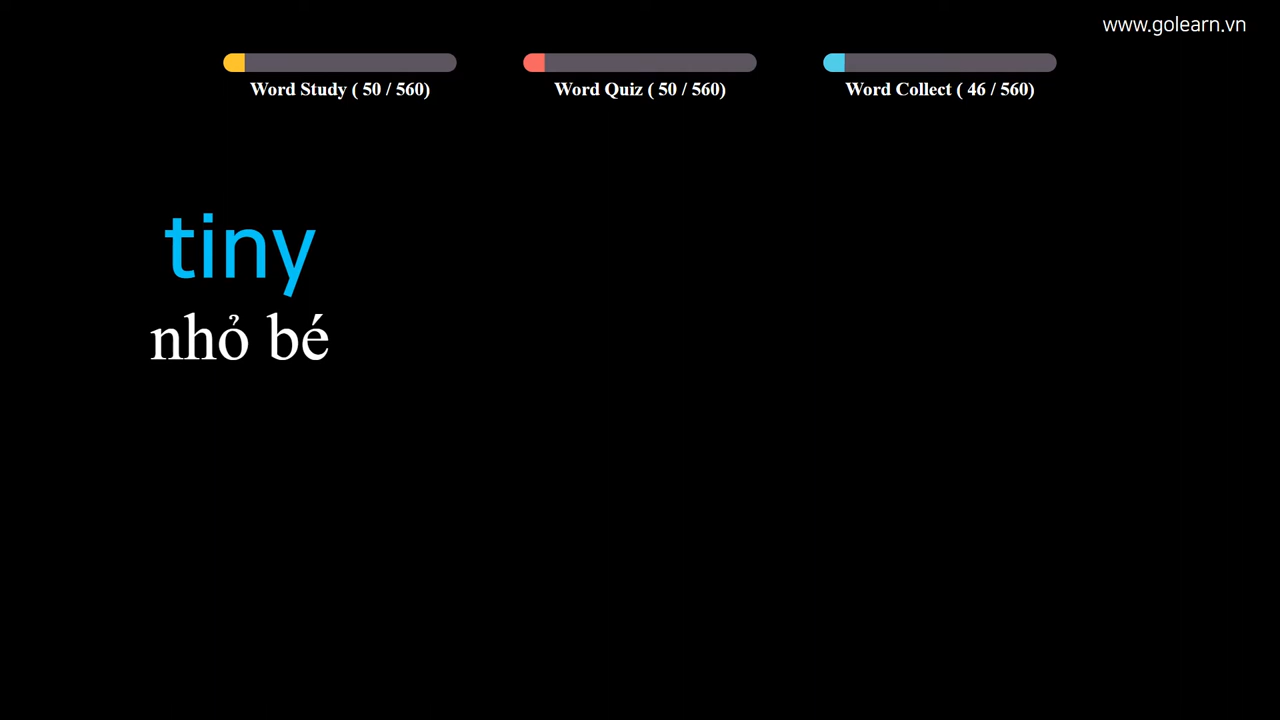 www.golearn.vn
Word Study ( 50 / 560)
Word Quiz ( 50 / 560)
Word Collect ( 46 / 560)
tiny
nhỏ bé